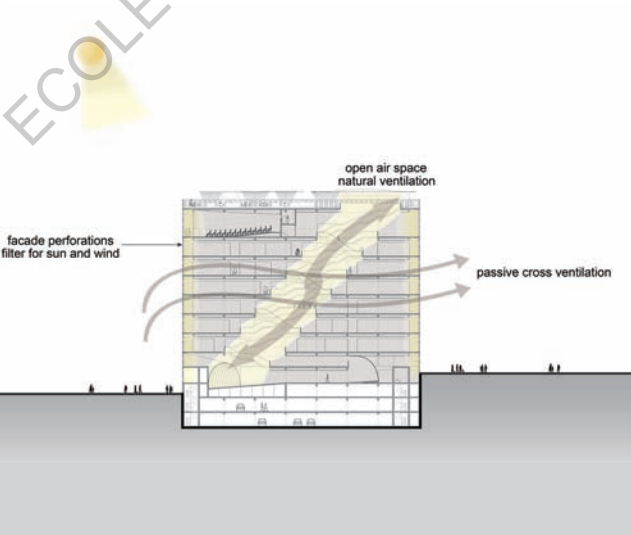 ECOLE
open air space
natural ventilation
facade perforations
filter for sun and wind
passive cross ventilation